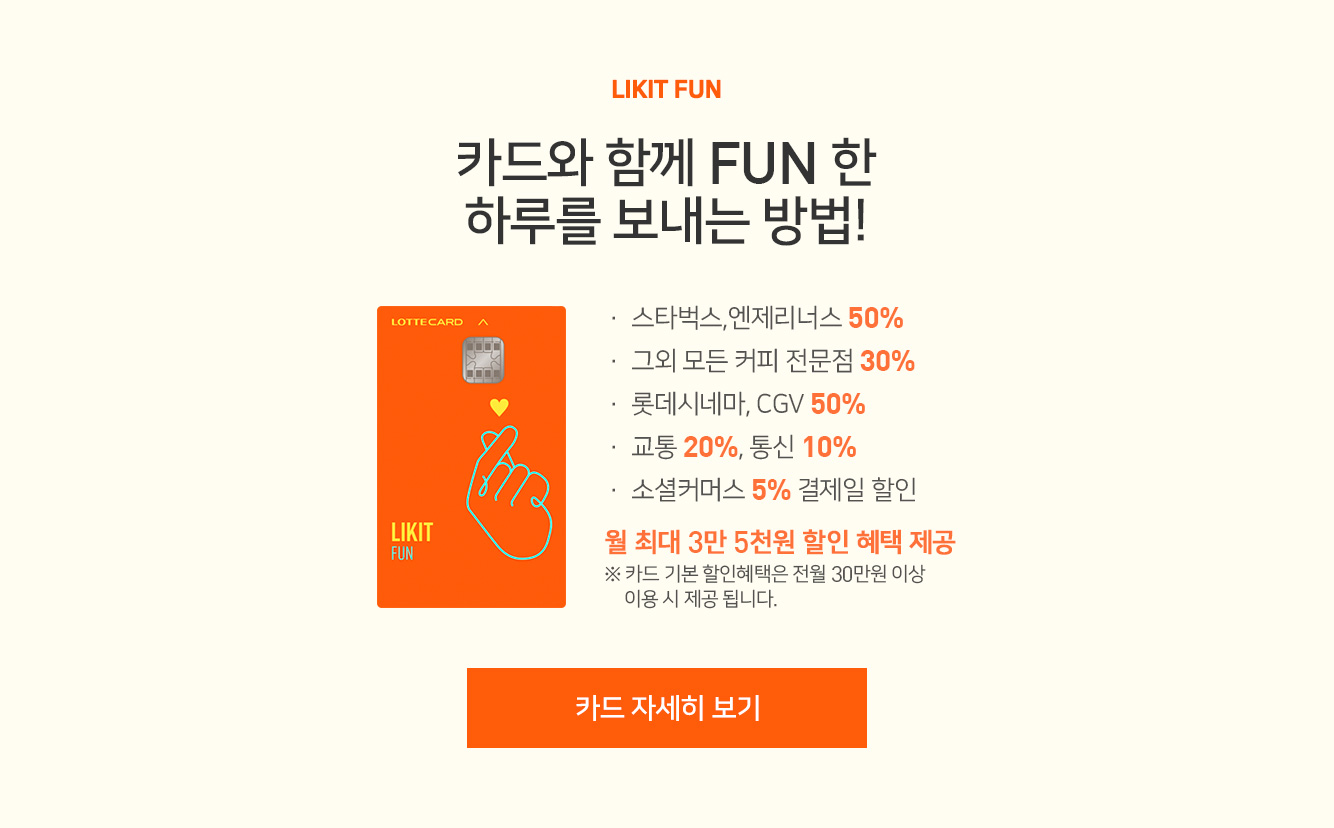 LIKIT FUN
카드와 함께 FUN 한
하루를 보내는 방법!
LOTTECARD
LIKIT
FUN
· 스타벅스,엔제리너스 50%
· 그외 모든 커피 전문점 30%
· 롯데시네마, CGV 50%
· 교통 20%, 통신 10%
· 소셜커머스 5% 결제일 할인
월 최대 3만 5천원 할인 혜택 제공
※ 카드 기본 할인혜택은 전월 30만원 이상
이용 시 제공 됩니다.
카드 자세히 보기